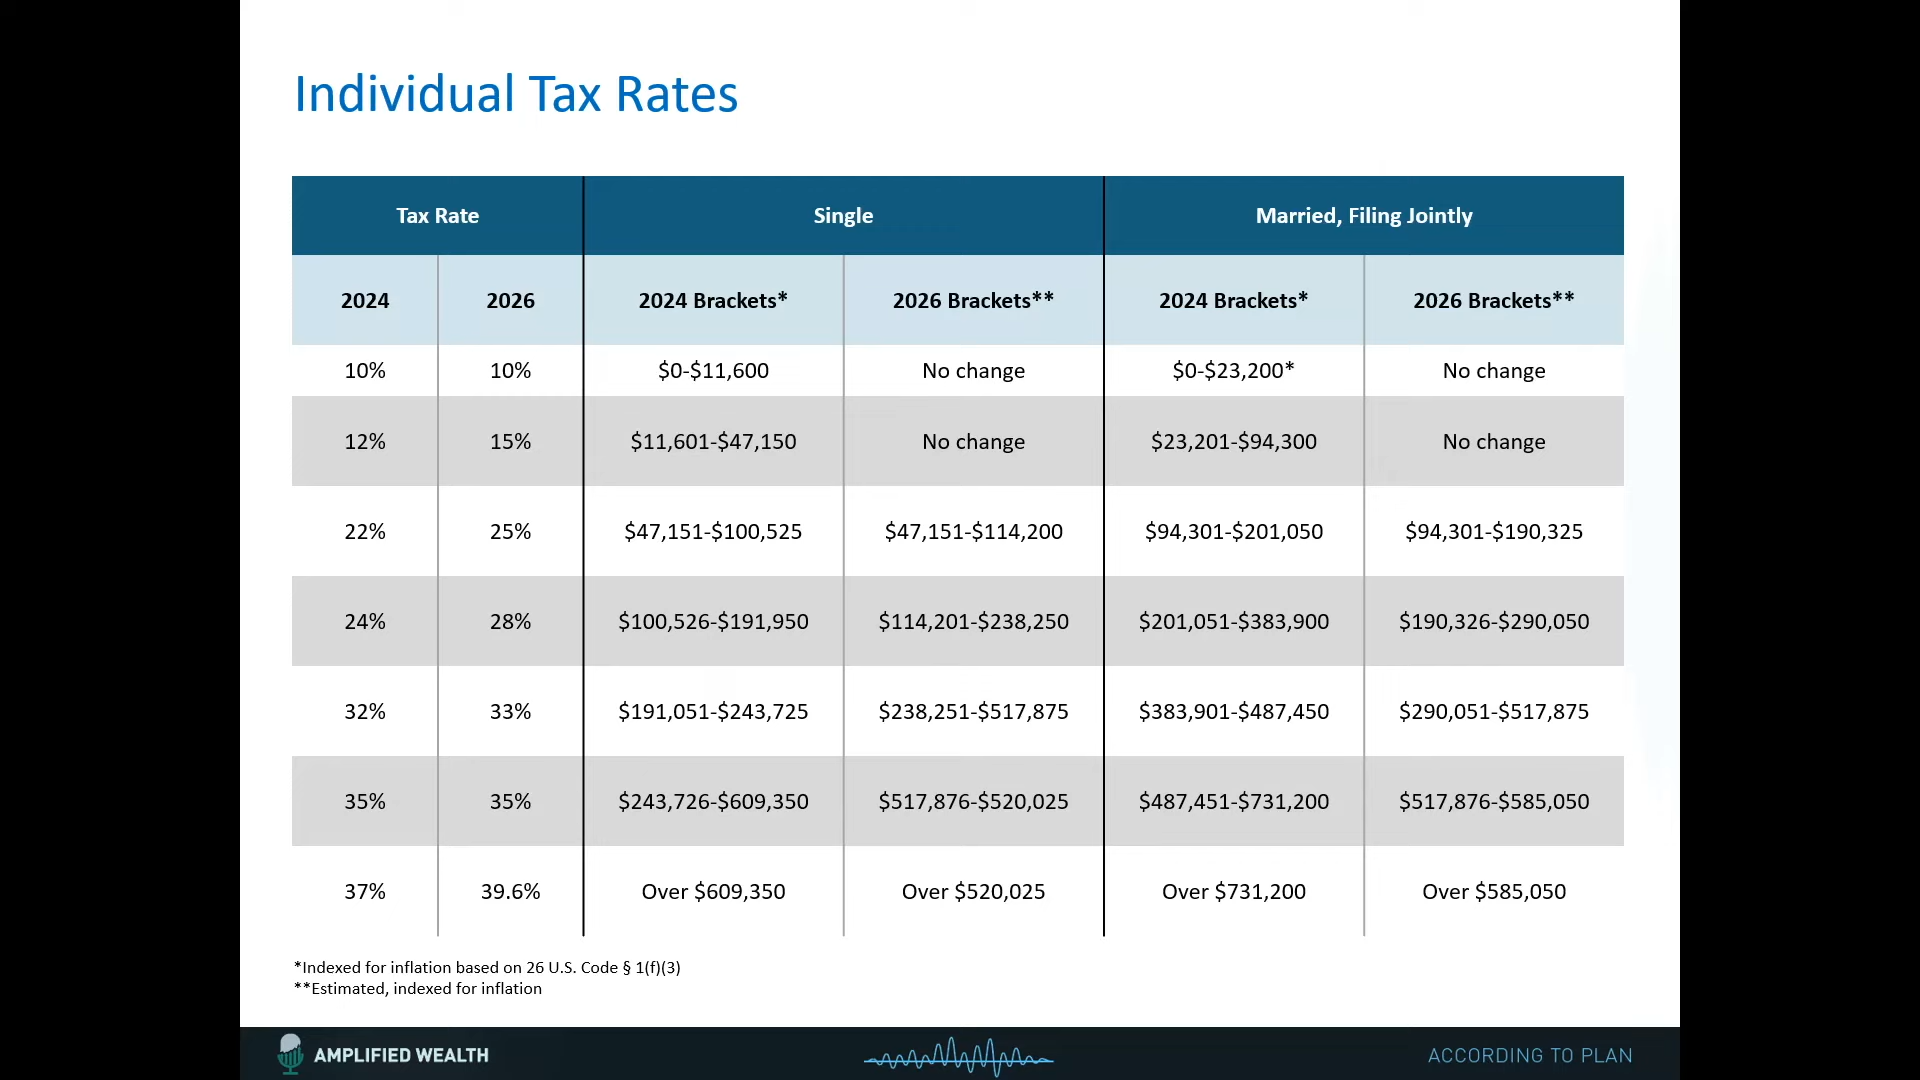 Individual Tax Rates
Tax Rate Single Married, Filing Jointly
2024 2026 2024 Brackets* 2026 Brackets** 2024 Brackets* 2026 Brackets**
10% 10% $0-$11,600 No change $0-$23,200* No change
12% 15% $11,601-$47,150 No change $23,201-$94,300 No change
22% 25% $47,151-$100,525 $47,151-$114,200 $94,301-$201,050 $94,301-$190,325
24% 28% $100,526-$191,950 $114,201-$238,250 $201,051-$383,900 $190,326-$290,050
32% 33% $191,051-$243,725 $238,251-$517,875 $383,901-$487,450 $290,051-$517,875
35% 35% $243,726-$609,350 $517,876-$520,025 $487,451-$731,200 $517,876-$585,050
37% 39.6% Over $609,350 Over $520,025 Over $731,200 Over $585,050
*Indexed for inflation based on 26 U.S. Code § 1(f)(3)
**Estimated, indexed for inflation
AMPLIFIED WEALTH ACCORDING TO PLAN